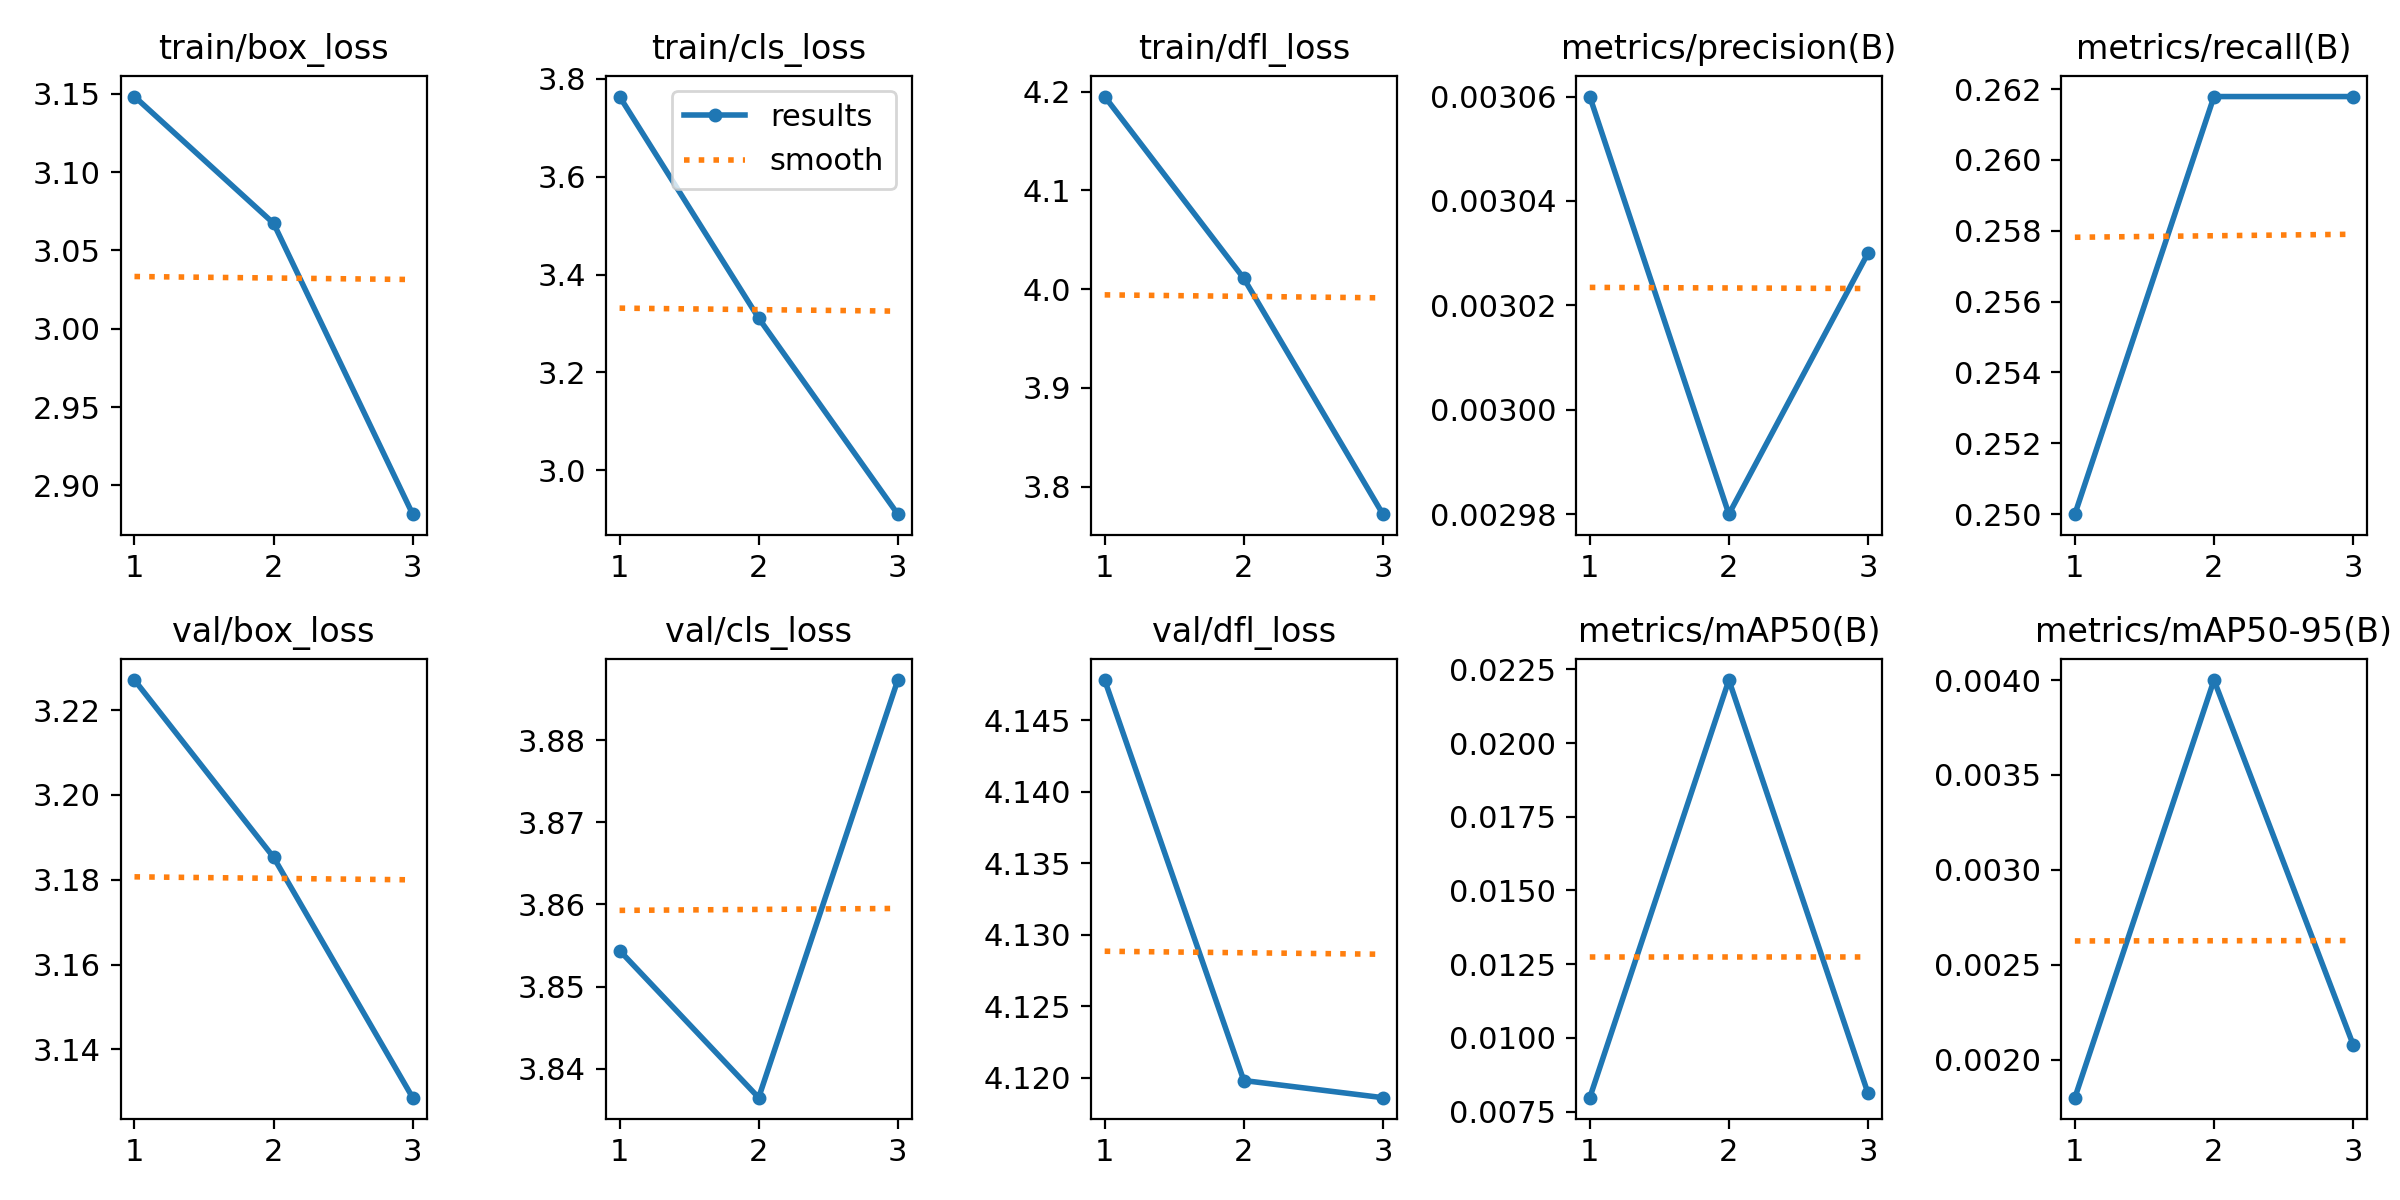 train/box_loss
3.15
3.10
3.05
3.00
2.95
2.90
1 2 3
train/cls_loss
results
smooth
3.8
3.6
3.4
3.2
3.0
1 2 3
train/dfl_loss
4.2
4.1
4.0
3.9
3.8
1 2 3
metrics/precision(B)
0.00306
0.00304
0.00302
0.00300
0.00298
1 2 3
metrics/recall(B)
0.262
0.260
0.258
0.256
0.254
0.252
0.250
1 2 3
val/box_loss
3.22
3.20
3.18
3.16
3.14
1 2 3
val/cls_loss
3.88
3.87
3.86
3.85
3.84
1 2 3
val/dfl_loss
4.145
4.140
4.135
4.130
4.125
4.120
1 2 3
metrics/mAP50(B)
0.0225
0.0200
0.0175
0.0150
0.0125
0.0100
0.0075
1 2 3
metrics/mAP50-95(B)
0.0040
0.0035
0.0030
0.0025
0.0020
1 2 3